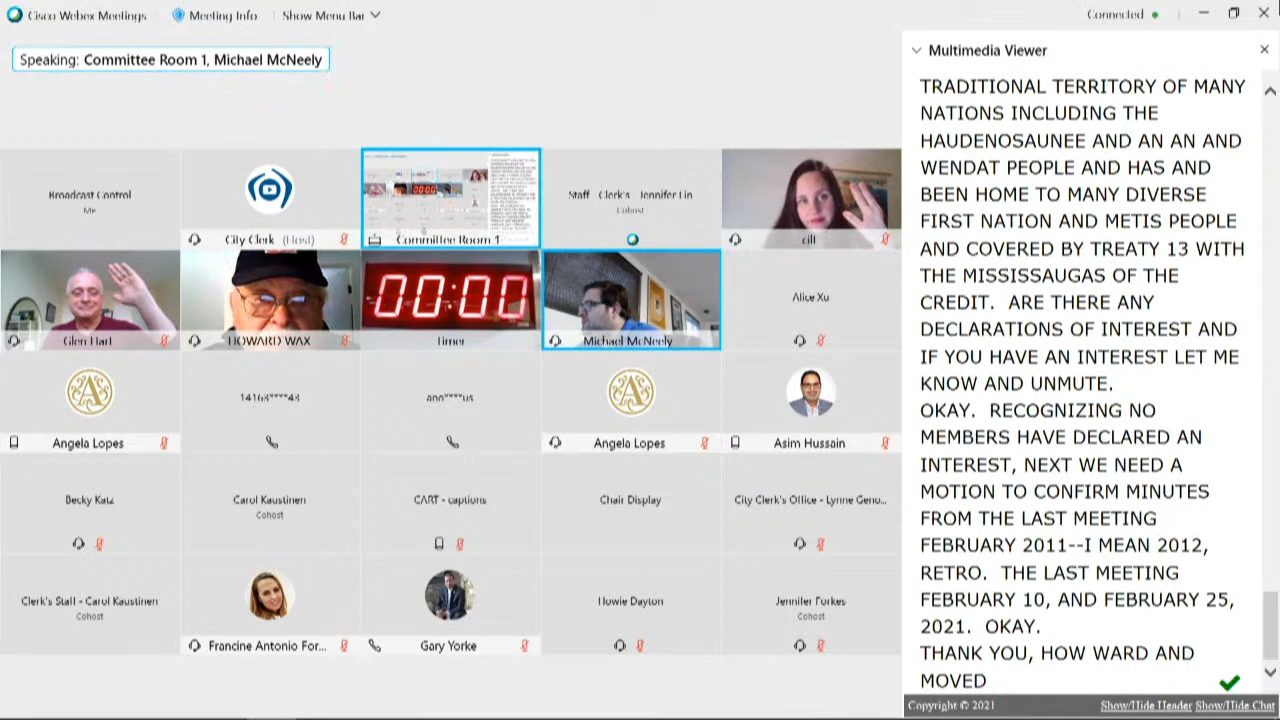 Cisco Webex Meetings
Meeting Info
Show Menu Bar
Connected
Speaking: Committee Room 1, Michael McNeely
Multimedia Viewer
Broadcast Control
Me
City Clerk (Host)
Committee Room 1
Cohost
Glen Hart
HOWARD WAX
00:00
Timer
Michael McNeely
Alice Xu
Angela Lopes
14168****48
ano****us
Angela Lopes
Asim Hussain
Becky Katz
Carol Kaustinen
Cohost
CART - captions
Chair Display
City Clerk's Office - Lynne Geno...
Clerk's Staff - Carol Kaustinen
Cohost
Francine Antonio For...
Gary Yorke
Howie Dayton
Jennifer Forkes
Cohost
TRADITIONAL TERRITORY OF MANY
NATIONS INCLUDING THE
HAUDENOSAUNEE AND AN AN AND
WENDAT PEOPLE AND HAS AND
BEEN HOME TO MANY DIVERSE
FIRST NATION AND METIS PEOPLE
AND COVERED BY TREATY 13 WITH
THE MISSISSAUGAS OF THE
CREDIT. ARE THERE ANY
DECLARATIONS OF INTEREST AND
IF YOU HAVE AN INTEREST LET ME
KNOW AND UNMUTE.
OKAY. RECOGNIZING NO
MEMBERS HAVE DECLARED AN
INTEREST, NEXT WE NEED A
MOTION TO CONFIRM MINUTES
FROM THE LAST MEETING
FEBRUARY 2011--I MEAN 2012,
RETRO. THE LAST MEETING
FEBRUARY 10, AND FEBRUARY 25,
2021. OKAY.
THANK YOU, HOW WARD AND
MOVED
Copyright © 2021
Show/Hide Header Show/Hide Chat